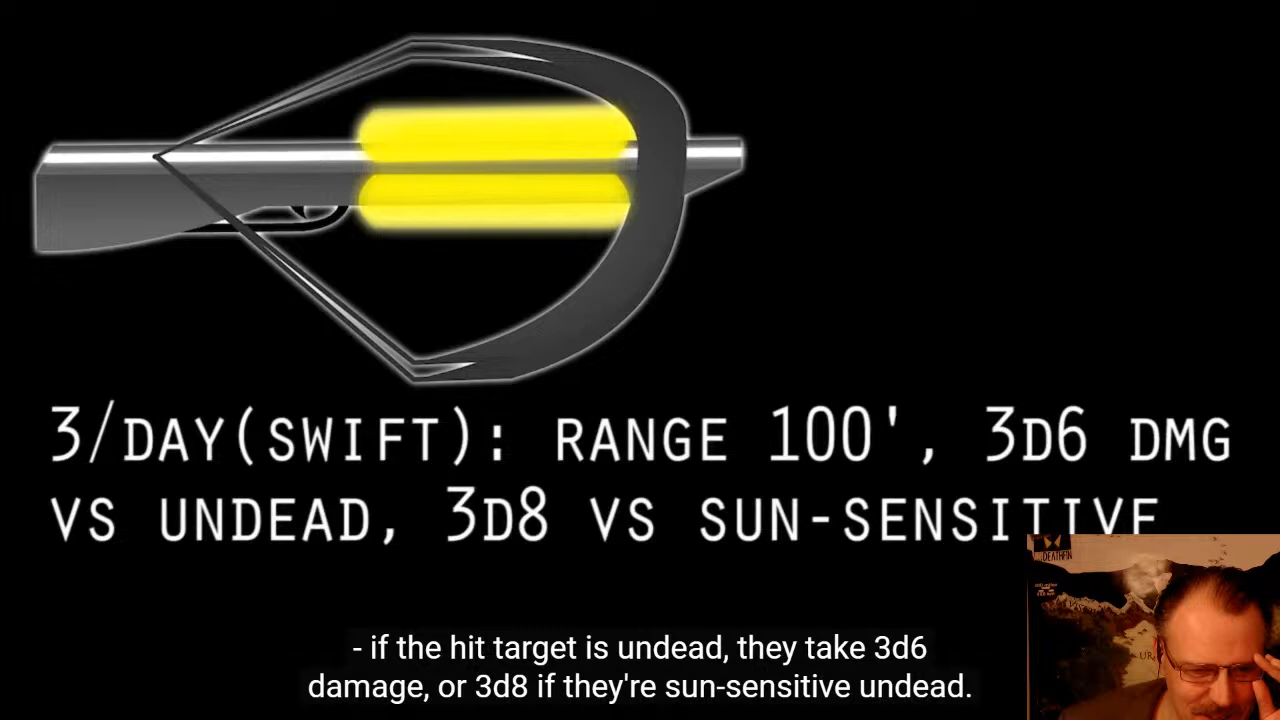 3/DAY(SWIFT): RANGE 100', 3D6 DMG
VS UNDEAD, 3D8 VS SUN-SENSITIVE
- if the hit target is undead, they take 3d6
damage, or 3d8 if they're sun-sensitive undead.